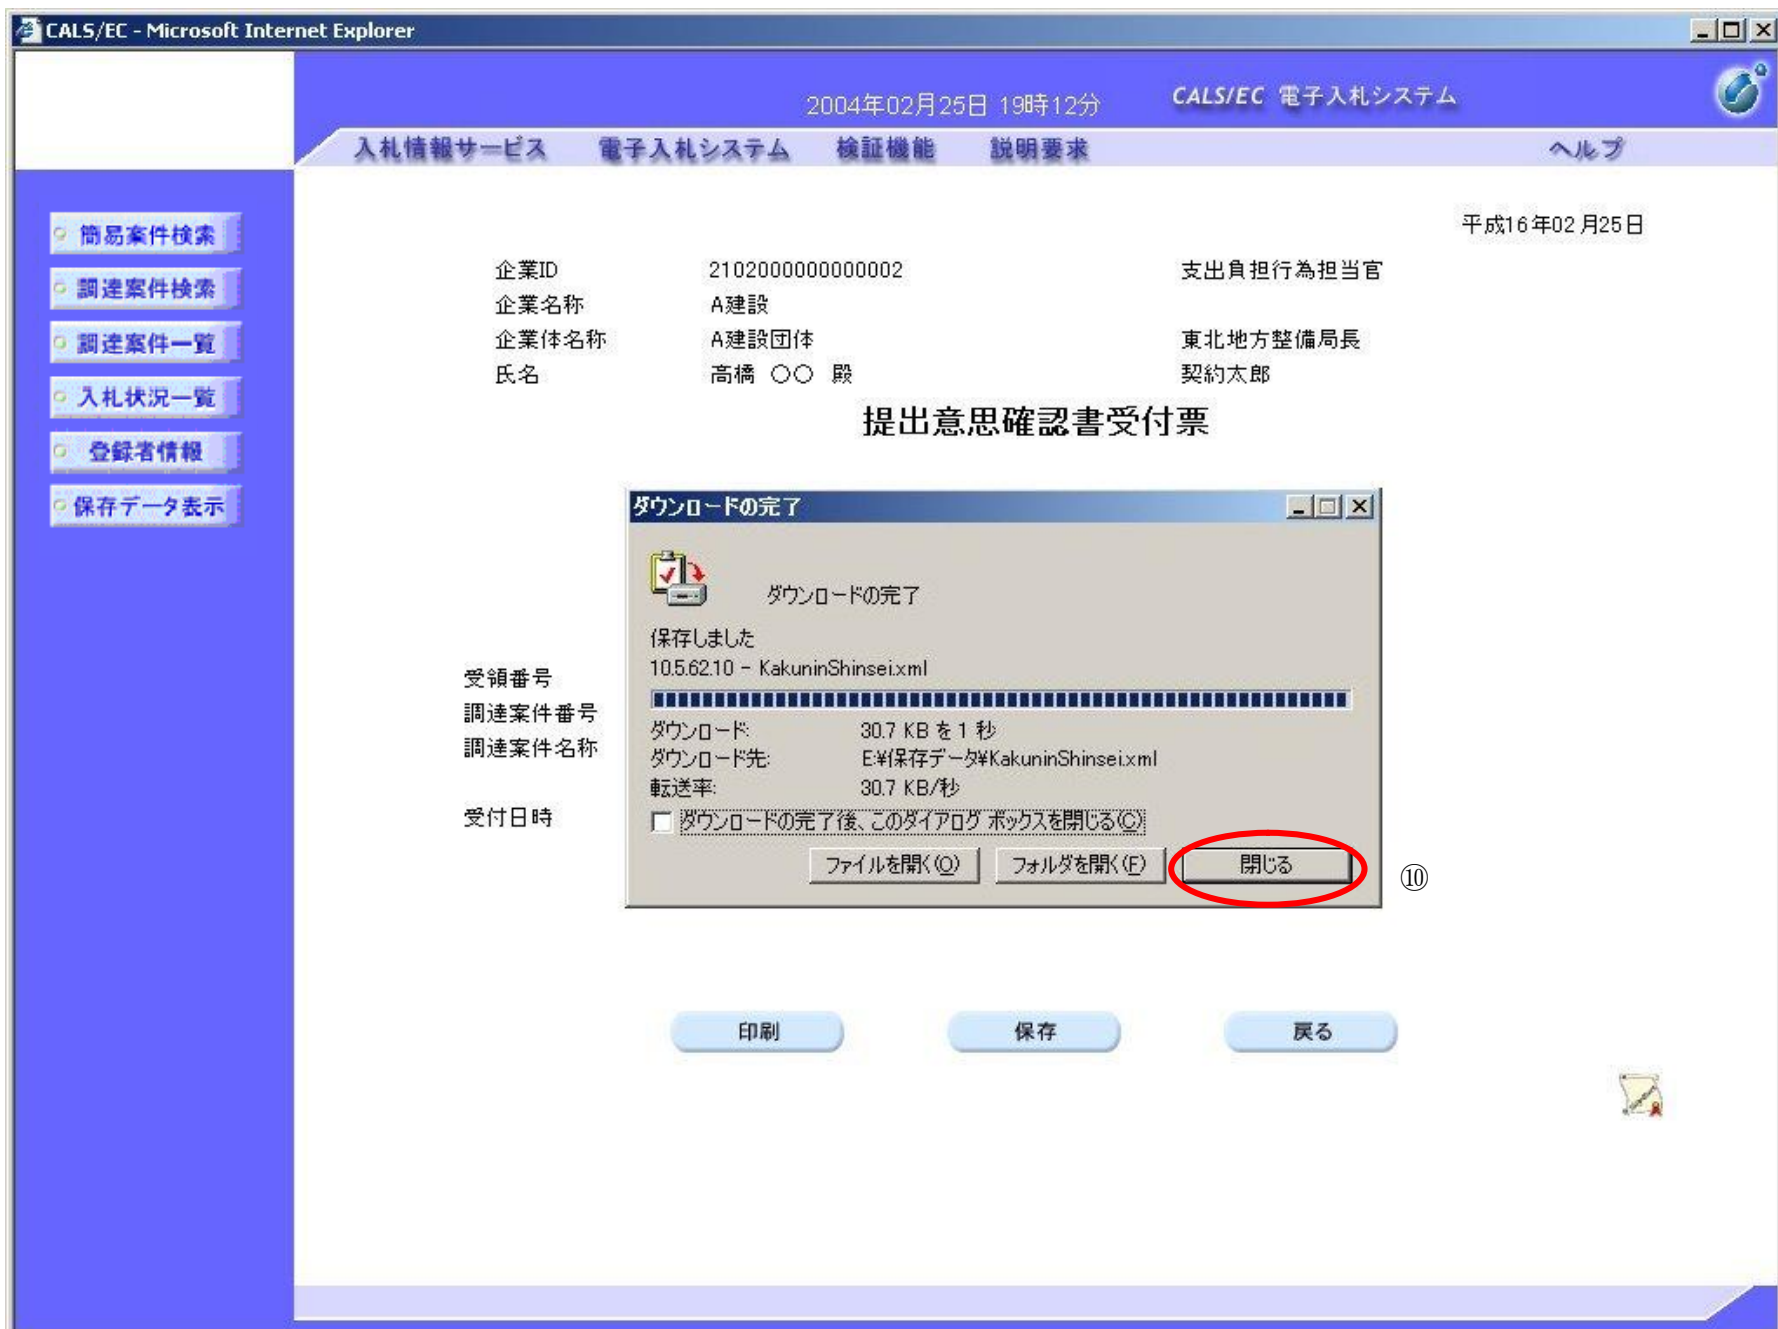 CALS/EC - Microsoft Internet Explorer
2004年02月25日 19時12分
CALS/EC 電子入札システム
入札情報サービス 電子入札システム 検証機能 説明要求 ヘルプ
簡易案件検索
調達案件検索
調達案件一覧
入札状況一覧
登録者情報
保存データ表示
平成16年02月25日
企業ID 2102000000000002 支出負担行為担当官
企業名称 A建設
企業体名称 A建設団体 東北地方整備局長
氏名 高橋 〇〇 殿 契約太郎
提出意思確認書受付票
受領番号
調達案件番号
調達案件名称
受付日時
ダウンロードの完了
ダウンロードの完了
保存しました
10.5.62.10 - KakuninShinsei.xml
ダウンロード: 30.7 KB を 1 秒
ダウンロード先: E:¥保存データ¥KakuninShinsei.xml
転送率: 30.7 KB/秒
ダウンロードの完了後、このダイアログ ボックスを閉じる(C)
ファイルを開く(O) フォルダを開く(F) 閉じる
⑩
印刷 保存 戻る